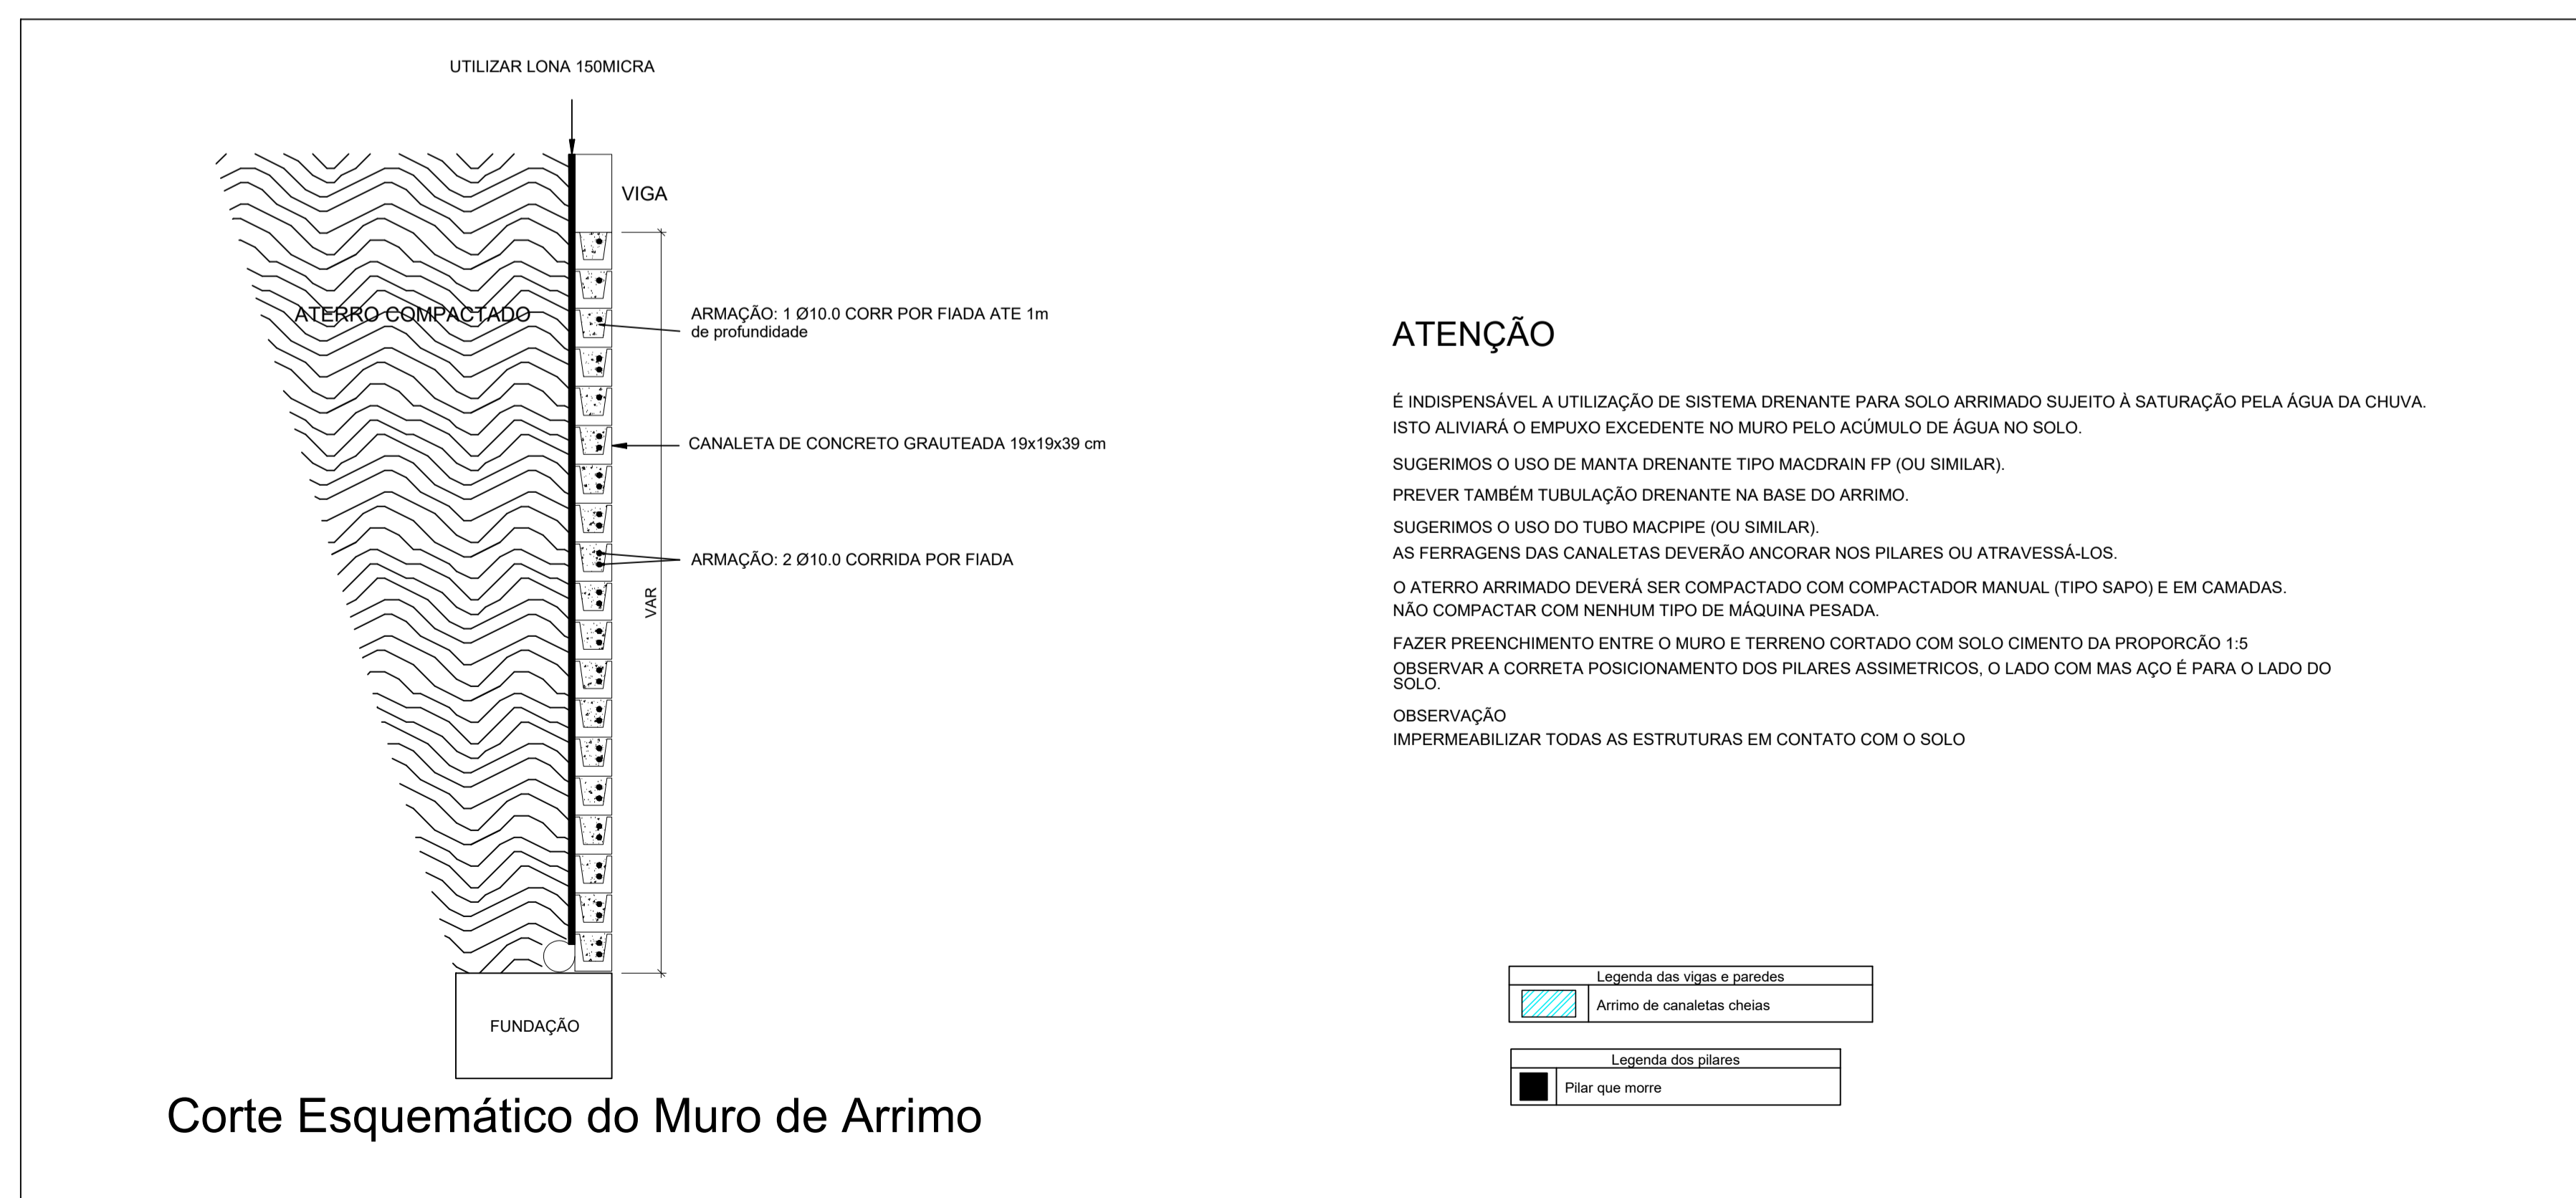 UTILIZAR LONA 150MICRA
VIGA
ATERRO COMPACTADO
ARMAÇÃO: 1 Ø10.0 CORR POR FIADA ATE 1m
de profundidade
CANALETA DE CONCRETO GRAUTEADA 19x19x39 cm
ARMAÇÃO: 2 Ø10.0 CORRIDA POR FIADA
VAR
FUNDAÇÃO
Corte Esquemático do Muro de Arrimo
ATENÇÃO
É INDISPENSÁVEL A UTILIZAÇÃO DE SISTEMA DRENANTE PARA SOLO ARRIMADO SUJEITO À SATURAÇÃO PELA ÁGUA DA CHUVA.
ISTO ALIVIARÁ O EMPUXO EXCEDENTE NO MURO PELO ACÚMULO DE ÁGUA NO SOLO.
SUGERIMOS O USO DE MANTA DRENANTE TIPO MACDRAIN FP (OU SIMILAR).
PREVER TAMBÉM TUBULAÇÃO DRENANTE NA BASE DO ARRIMO.
SUGERIMOS O USO DO TUBO MACPIPE (OU SIMILAR).
AS FERRAGENS DAS CANALETAS DEVERÃO ANCORAR NOS PILARES OU ATRAVESSÁ-LOS.
O ATERRO ARRIMADO DEVERÁ SER COMPACTADO COM COMPACTADOR MANUAL (TIPO SAPO) E EM CAMADAS.
NÃO COMPACTAR COM NENHUM TIPO DE MÁQUINA PESADA.
FAZER PREENCHIMENTO ENTRE O MURO E TERRENO CORTADO COM SOLO CIMENTO DA PROPORCÃO 1:5
OBSERVAR A CORRETA POSICIONAMENTO DOS PILARES ASSIMETRICOS, O LADO COM MAS AÇO É PARA O LADO DO
SOLO.
OBSERVAÇÃO
IMPERMEABILIZAR TODAS AS ESTRUTURAS EM CONTATO COM O SOLO
Legenda das vigas e paredes
Arrimo de canaletas cheias
Legenda dos pilares
Pilar que morre